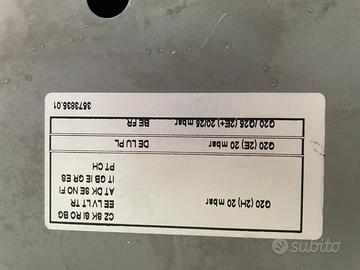 CZ SK SI RO BG
EE LV LT TR
G20 (2H) 20 mbar
AT DK SE NO FI
IT GB IE GR ES
PT CH
G20 (2E) 20 mbar DE LU PL
G20 /G25 (2E+) 20/25 mbar BE FR
3573835.01
subito